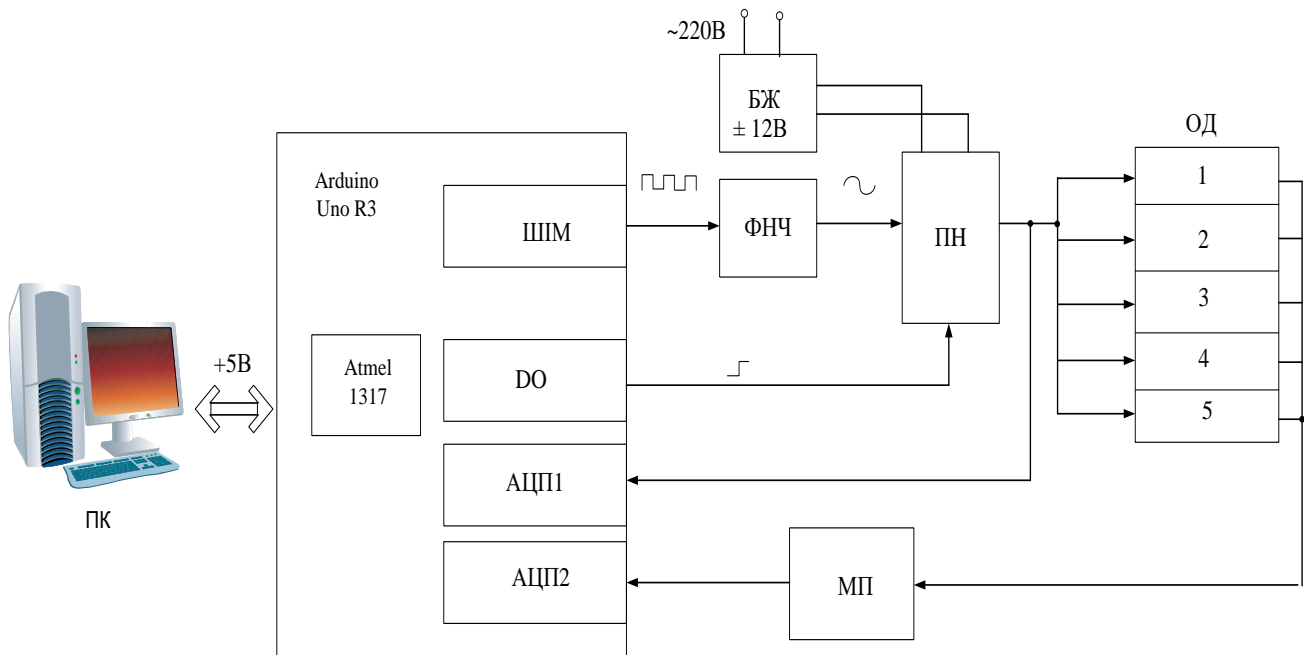 ~220В
БЖ
± 12В
ОД
Arduino
Uno R3
ШІМ
ФНЧ
ПН
1
2
3
4
5
+5В
Atmel
1317
DO
АЦП1
ПК
АЦП2
МП